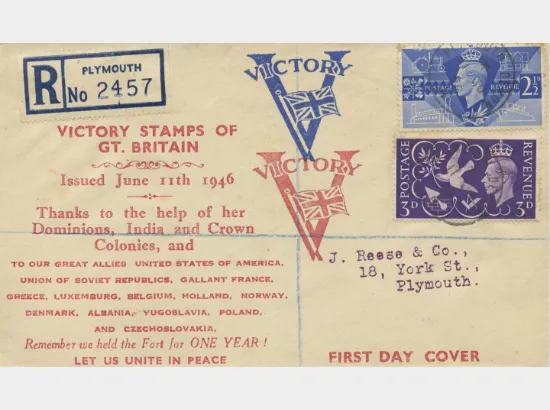 R
PLYMOUTH
No 2457
VICTORY STAMPS OF
GT. BRITAIN
Issued June 11th 1946
Thanks to the help of her
Dominions, India and Crown
Colonies, and
TO OUR GREAT ALLIES UNITED STATES OF AMERICA,
UNION OF SOVIET REPUBLICS, GALLANT FRANCE,
GREECE, LUXEMBURG, BELGIUM, HOLLAND, NORWAY,
DENMARK, ALBANIA, YUGOSLAVIA, POLAND,
AND CZECHOSLOVAKIA.
Remember we held the Fort for ONE YEAR!
LET US UNITE IN PEACE
VICTORY
VICTORY
POSTAGE REVENUE 2½D
POSTAGE REVENUE
3D 3D
J. Reese & Co.,
18, York St.,
Plymouth.
FIRST DAY COVER